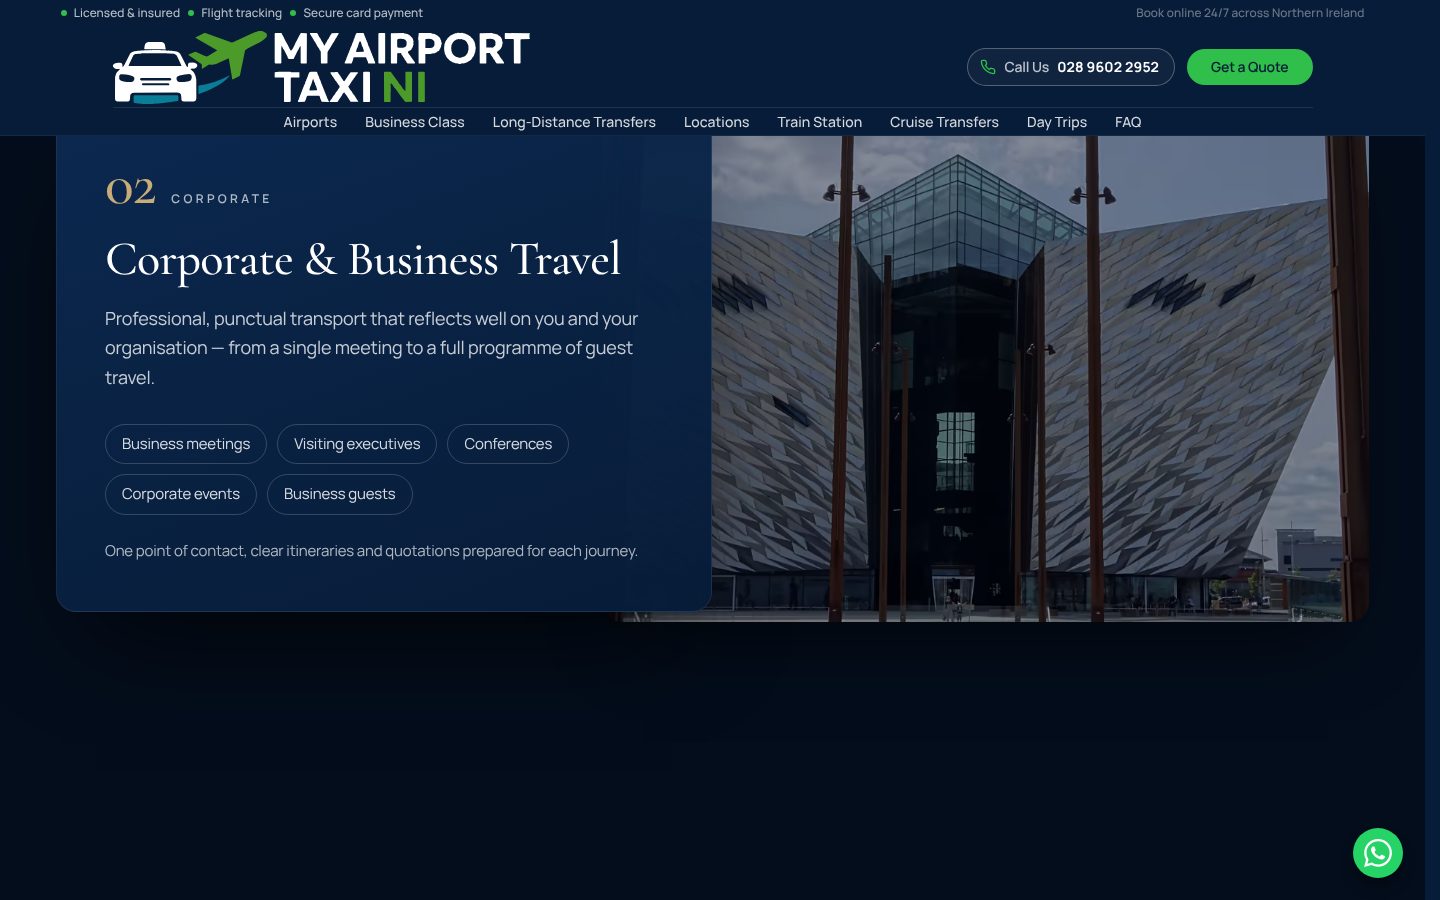 Licensed & insured Flight tracking Secure card payment
Book online 24/7 across Northern Ireland
MY AIRPORT
TAXI NI
Call Us 028 9602 2952
Get a Quote
Airports Business Class Long-Distance Transfers Locations Train Station Cruise Transfers Day Trips FAQ
02 CORPORATE
Corporate & Business Travel
Professional, punctual transport that reflects well on you and your
organisation — from a single meeting to a full programme of guest
travel.
Business meetings Visiting executives Conferences
Corporate events Business guests
One point of contact, clear itineraries and quotations prepared for each journey.